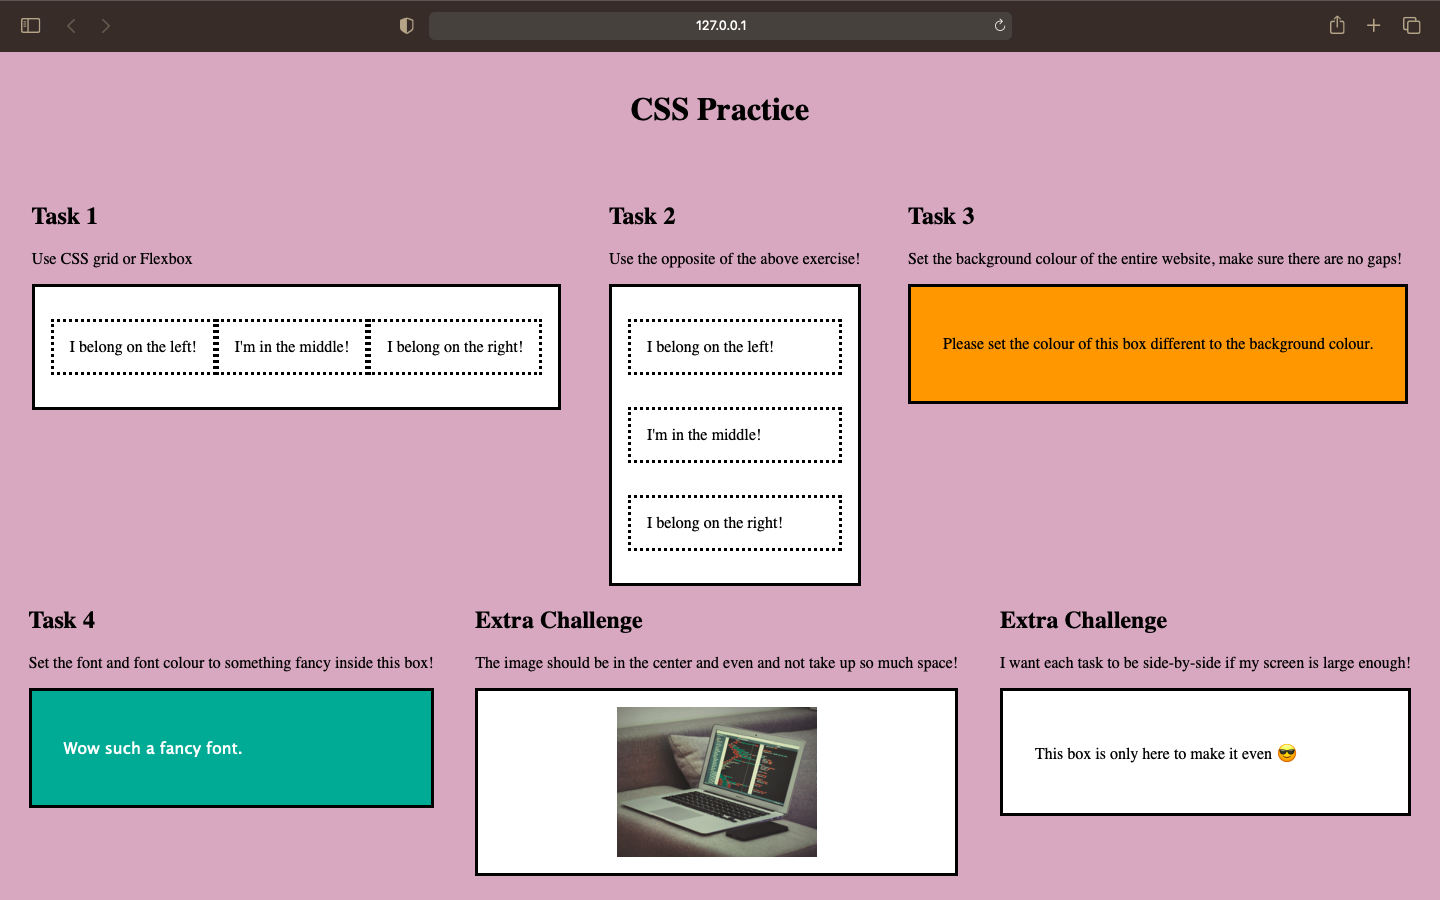 127.0.0.1
CSS Practice
Task 1
Use CSS grid or Flexbox
I belong on the left!
I'm in the middle!
I belong on the right!
Task 2
Use the opposite of the above exercise!
I belong on the left!
I'm in the middle!
I belong on the right!
Task 3
Set the background colour of the entire website, make sure there are no gaps!
Please set the colour of this box different to the background colour.
Task 4
Set the font and font colour to something fancy inside this box!
Wow such a fancy font.
Extra Challenge
The image should be in the center and even and not take up so much space!
Extra Challenge
I want each task to be side-by-side if my screen is large enough!
This box is only here to make it even 😎